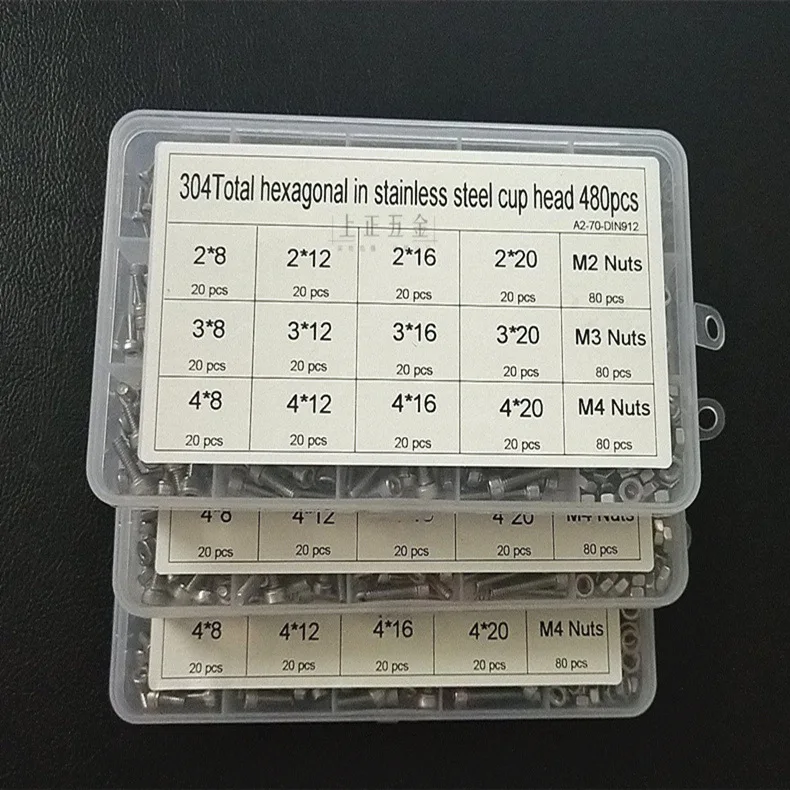 304Total hexagonal in stainless steel cup head 480pcs
上正五金
A2-70-DIN912
2*8 2*12 2*16 2*20 M2 Nuts
20 pcs 20 pcs 20 pcs 20 pcs 80 pcs
3*8 3*12 3*16 3*20 M3 Nuts
20 pcs 20 pcs 20 pcs 20 pcs 80 pcs
4*8 4*12 4*16 4*20 M4 Nuts
20 pcs 20 pcs 20 pcs 20 pcs 80 pcs
4*8 4*12 4*20 M4 Nuts
20 pcs 20 pcs 20 pcs 20 pcs 80 pcs
4*8 4*12 4*16 4*20 M4 Nuts
20 pcs 20 pcs 20 pcs 20 pcs 80 pcs